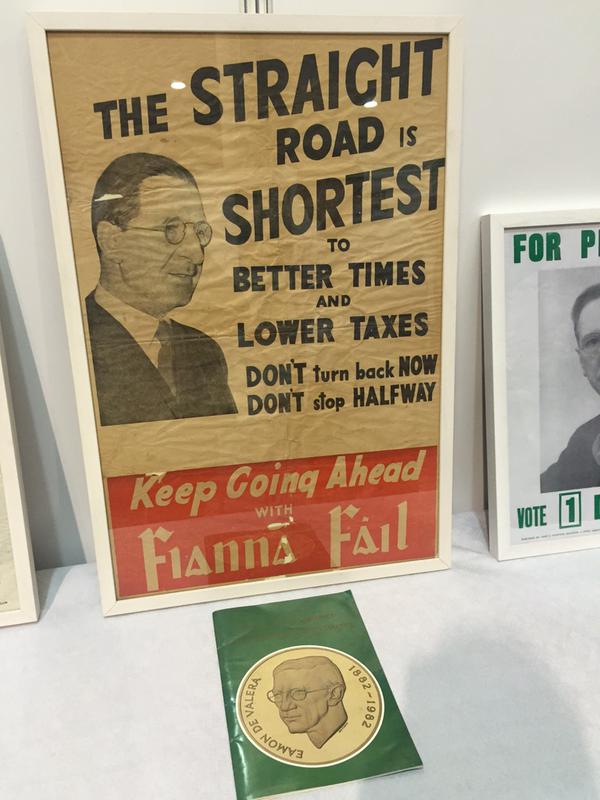 THE STRAIGHT
ROAD IS
SHORTEST
TO
BETTER TIMES
AND
LOWER TAXES
DON'T turn back NOW
DON'T stop HALFWAY
Keep Going Ahead
WITH
Fianna Fáil
FOR
VOTE 1
EAMON DE VALERA
1882-1982